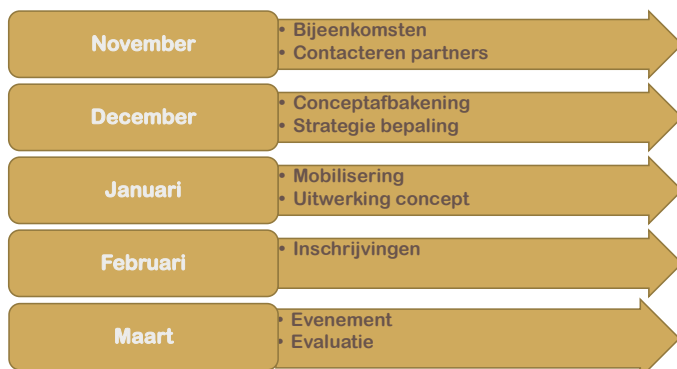 November
• Bijeenkomsten
• Contacteren partners
December
• Conceptafbakening
• Strategie bepaling
Januari
• Mobilisering
• Uitwerking concept
Februari
• Inschrijvingen
Maart
• Evenement
• Evaluatie